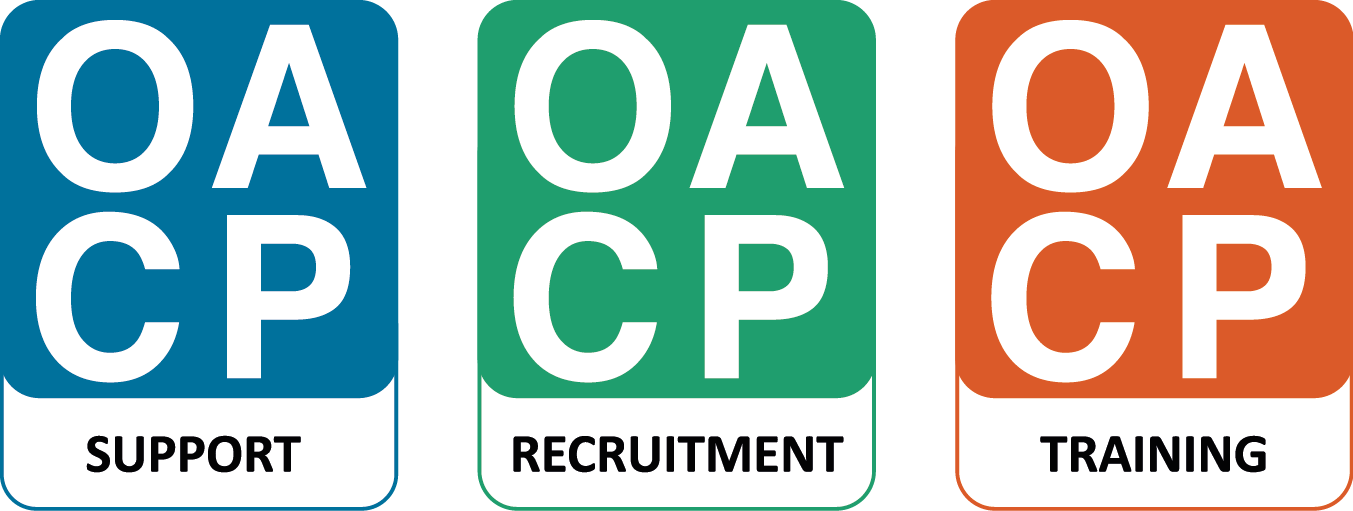 OA
CP
SUPPORT
OA
CP
RECRUITMENT
OA
CP
TRAINING